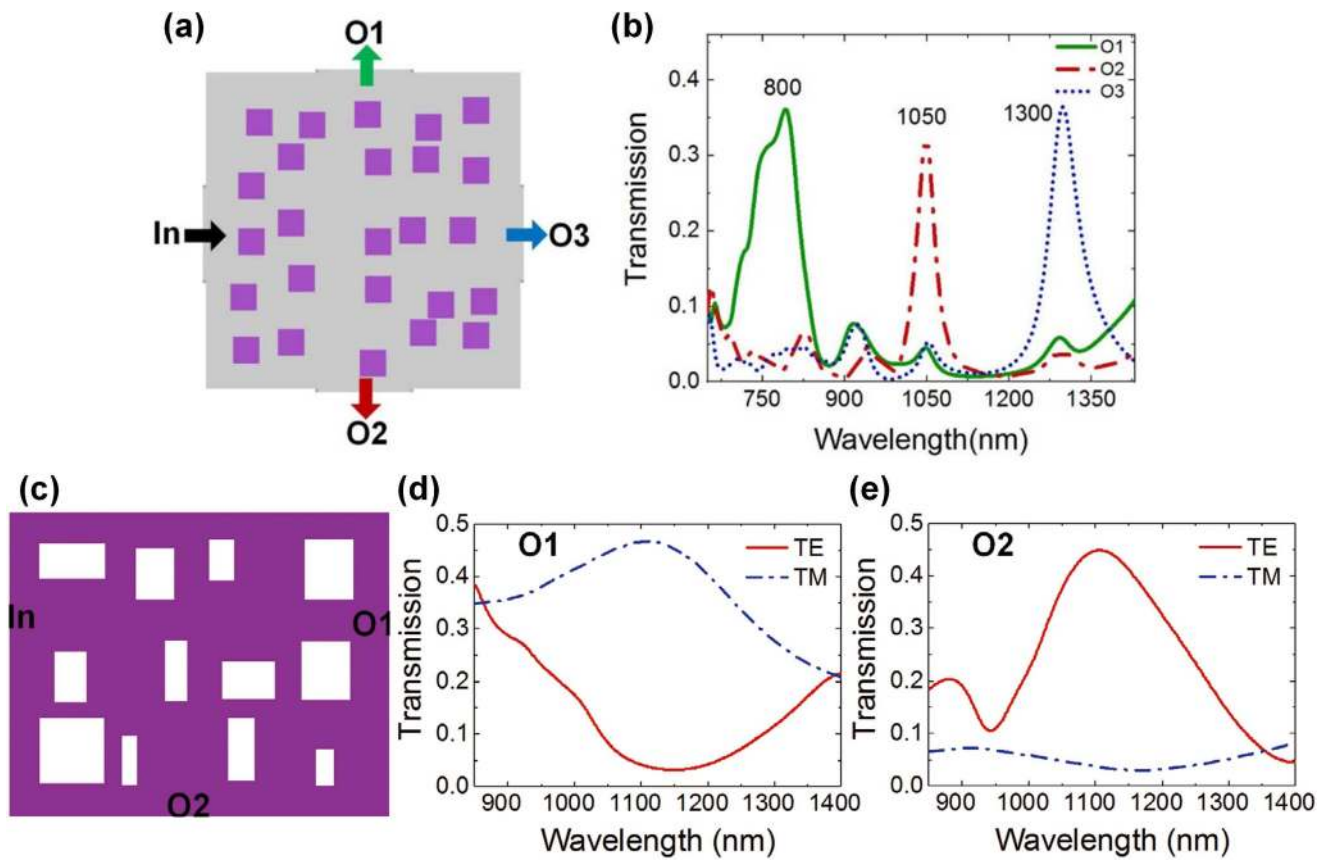 (a)
O1
In
O3
O2
(b)
Transmission
0.4
0.3
0.2
0.1
0.0
800
1050
1300
O1
O2
O3
750 900 1050 1200 1350
Wavelength(nm)
(c)
In
O1
O2
(d)
O1
TE
TM
Transmission
0.5
0.4
0.3
0.2
0.1
0.0
900 1000 1100 1200 1300 1400
Wavelength (nm)
(e)
O2
TE
TM
Transmission
0.5
0.4
0.3
0.2
0.1
0.0
900 1000 1100 1200 1300 1400
Wavelength (nm)